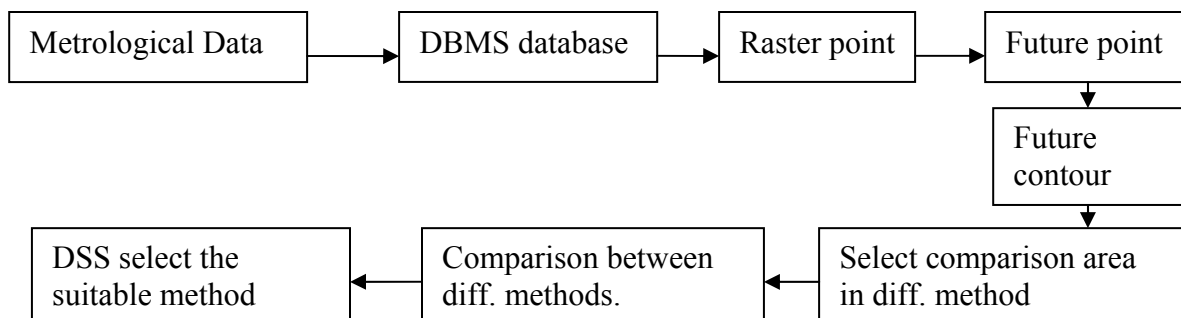 Metrological Data
DBMS database
Raster point
Future point
Future
contour
Select comparison area
in diff. method
Comparison between
diff. methods.
DSS select the
suitable method